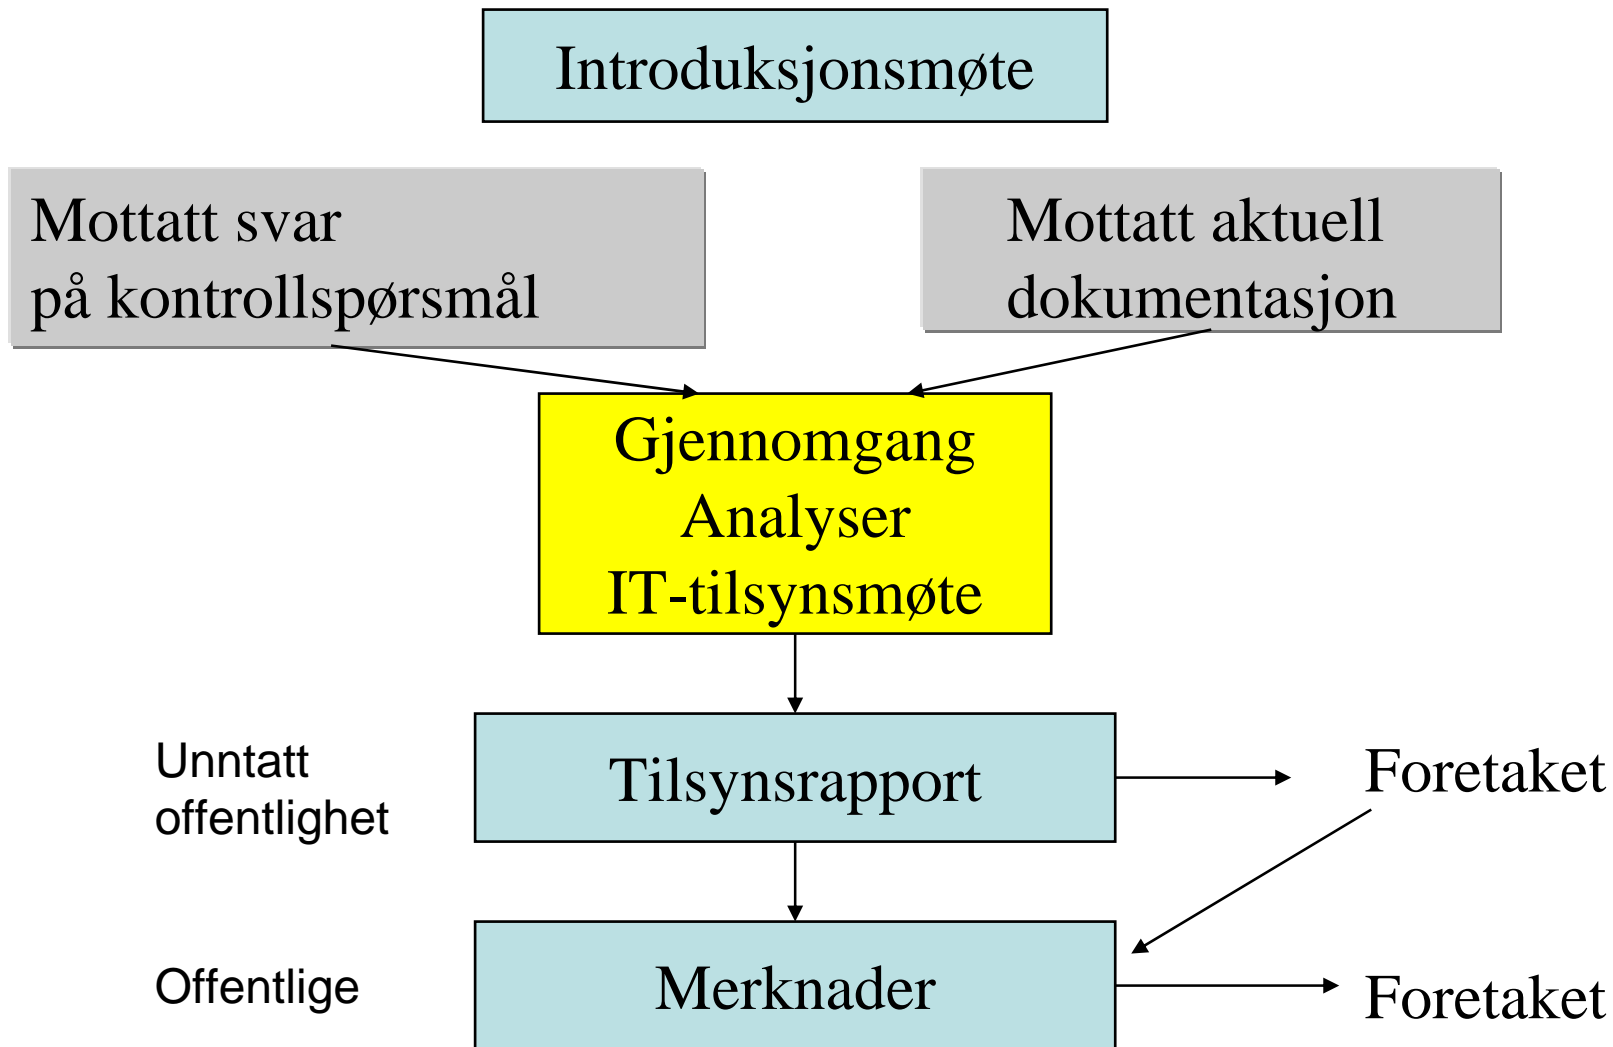 Introduksjonsmøte
Mottatt svar
på kontrollspørsmål
Mottatt aktuell
dokumentasjon
Gjennomgang
Analyser
IT-tilsynsmøte
Unntatt
offentlighet
Tilsynsrapport
Foretaket
Offentlige
Merknader
Foretaket